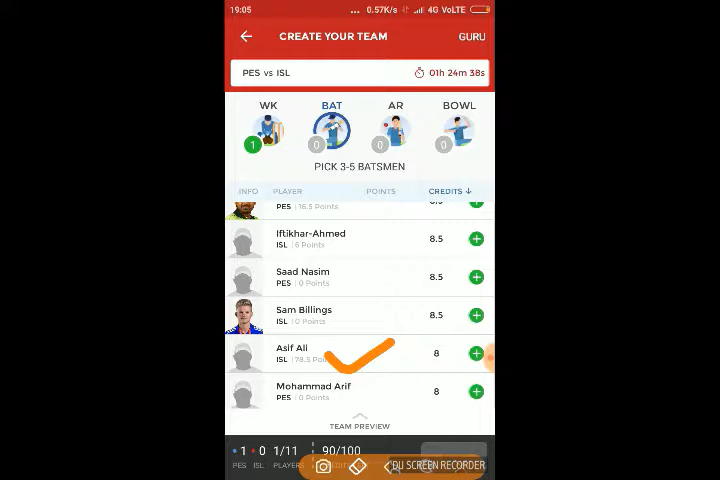 19:05 ... 0.57K/s 4G VoLTE
CREATE YOUR TEAM GURU
PES vs ISL 01h 24m 38s
WK BAT AR BOWL
1 0 0 0
PICK 3-5 BATSMEN
INFO PLAYER POINTS CREDITS ↓
PES | 16.5 Points 8.5
Iftikhar-Ahmed
ISL | 6 Points 8.5
Saad Nasim
PES | 0 Points 8.5
Sam Billings
ISL | 0 Points 8.5
Asif Ali
ISL | 78.5 8
Mohammad Arif
PES | 0 Points 8
TEAM PREVIEW
1 0 1/11 90/100
PES ISL PLAYERS
DU SCREEN RECORDER